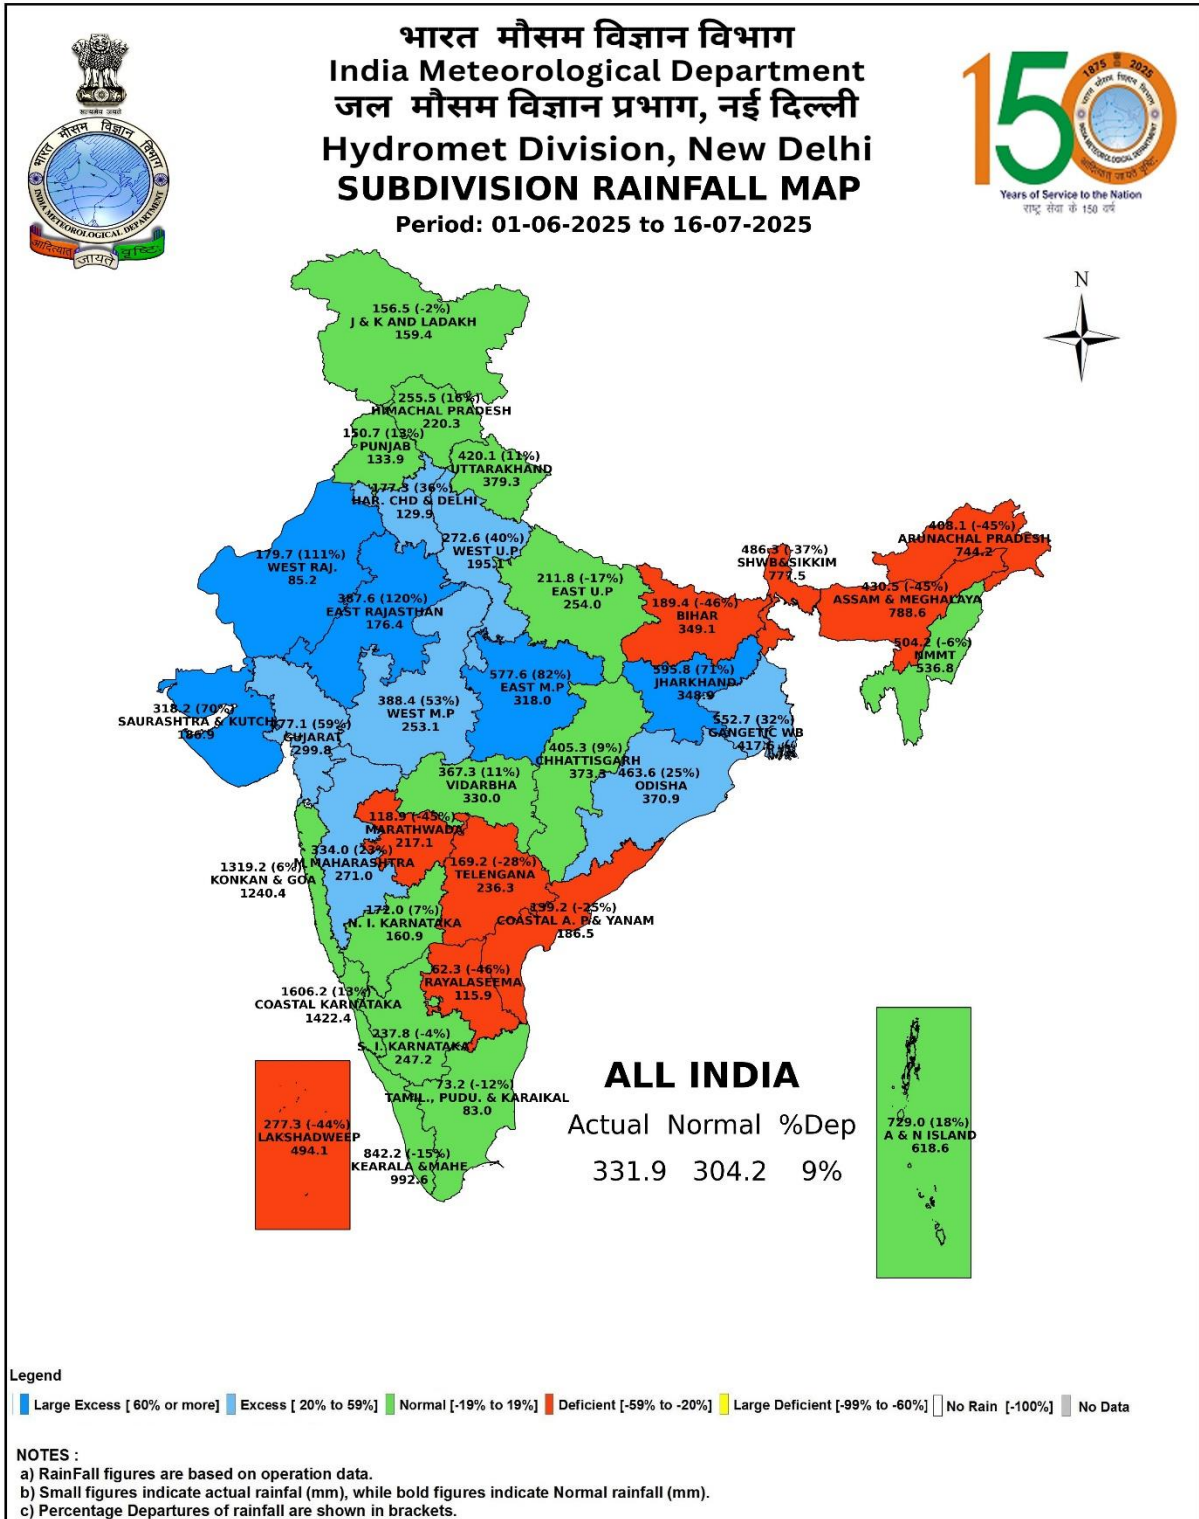 भारत मौसम विज्ञान विभाग
India Meteorological Department
जल मौसम विज्ञान प्रभाग, नई दिल्ली
Hydromet Division, New Delhi
SUBDIVISION RAINFALL MAP
Period: 01-06-2025 to 16-07-2025
सत्यमेव जयते
भारत मौसम विज्ञान विभाग
INDIA METEOROLOGICAL DEPARTMENT
आदित्यात् जायते वृष्टि:
150
1875 2025
Years of Service to the Nation
राष्ट्र सेवा के 150 वर्ष
N
156.5 (-2%)
J & K AND LADAKH
159.4
255.5 (16%)
HIMACHAL PRADESH
220.3
150.7 (13%)
PUNJAB
133.9
420.1 (11%)
UTTARAKHAND
379.3
177.3 (36%)
HAR. CHD & DELHI
129.9
272.6 (40%)
WEST U.P
195.1
179.7 (111%)
WEST RAJ.
85.2
387.6 (120%)
EAST RAJASTHAN
176.4
211.8 (-17%)
EAST U.P
254.0
189.4 (-46%)
BIHAR
349.1
486.3 (-37%)
SHWB&SIKKIM
777.5
408.1 (-45%)
ARUNACHAL PRADESH
744.2
430.5 (-45%)
ASSAM & MEGHALAYA
788.6
504.2 (-6%)
NMMT
536.8
318.2 (70%)
SAURASHTRA & KUTCH
186.9
477.1 (59%)
GUJARAT
299.8
388.4 (53%)
WEST M.P
253.1
577.6 (82%)
EAST M.P
318.0
595.8 (71%)
JHARKHAND
348.9
552.7 (32%)
GANGETIC WB
417.6
405.3 (9%)
CHHATTISGARH
373.3
463.6 (25%)
ODISHA
370.9
367.3 (11%)
VIDARBHA
330.0
118.9 (-45%)
MARATHWADA
217.1
334.0 (23%)
M.MAHARASHTRA
271.0
1319.2 (6%)
KONKAN & GOA
1240.4
169.2 (-28%)
TELENGANA
236.3
139.2 (-25%)
COASTAL A. P.& YANAM
186.5
172.0 (7%)
N. I. KARNATAKA
160.9
62.3 (-46%)
RAYALASEEMA
115.9
1606.2 (13%)
COASTAL KARNATAKA
1422.4
237.8 (-4%)
S. I. KARNATAKA
247.2
73.2 (-12%)
TAMIL., PUDU. & KARAIKAL
83.0
277.3 (-44%)
LAKSHADWEEP
494.1
842.2 (-15%)
KEARALA &MAHE
992.6
729.0 (18%)
A & N ISLAND
618.6
ALL INDIA
Actual Normal %Dep
331.9 304.2 9%
Legend
Large Excess [ 60% or more] Excess [ 20% to 59%] Normal [-19% to 19%] Deficient [-59% to -20%] Large Deficient [-99% to -60%] No Rain [-100%] No Data
NOTES :
a) RainFall figures are based on operation data.
b) Small figures indicate actual rainfal (mm), while bold figures indicate Normal rainfall (mm).
c) Percentage Departures of rainfall are shown in brackets.